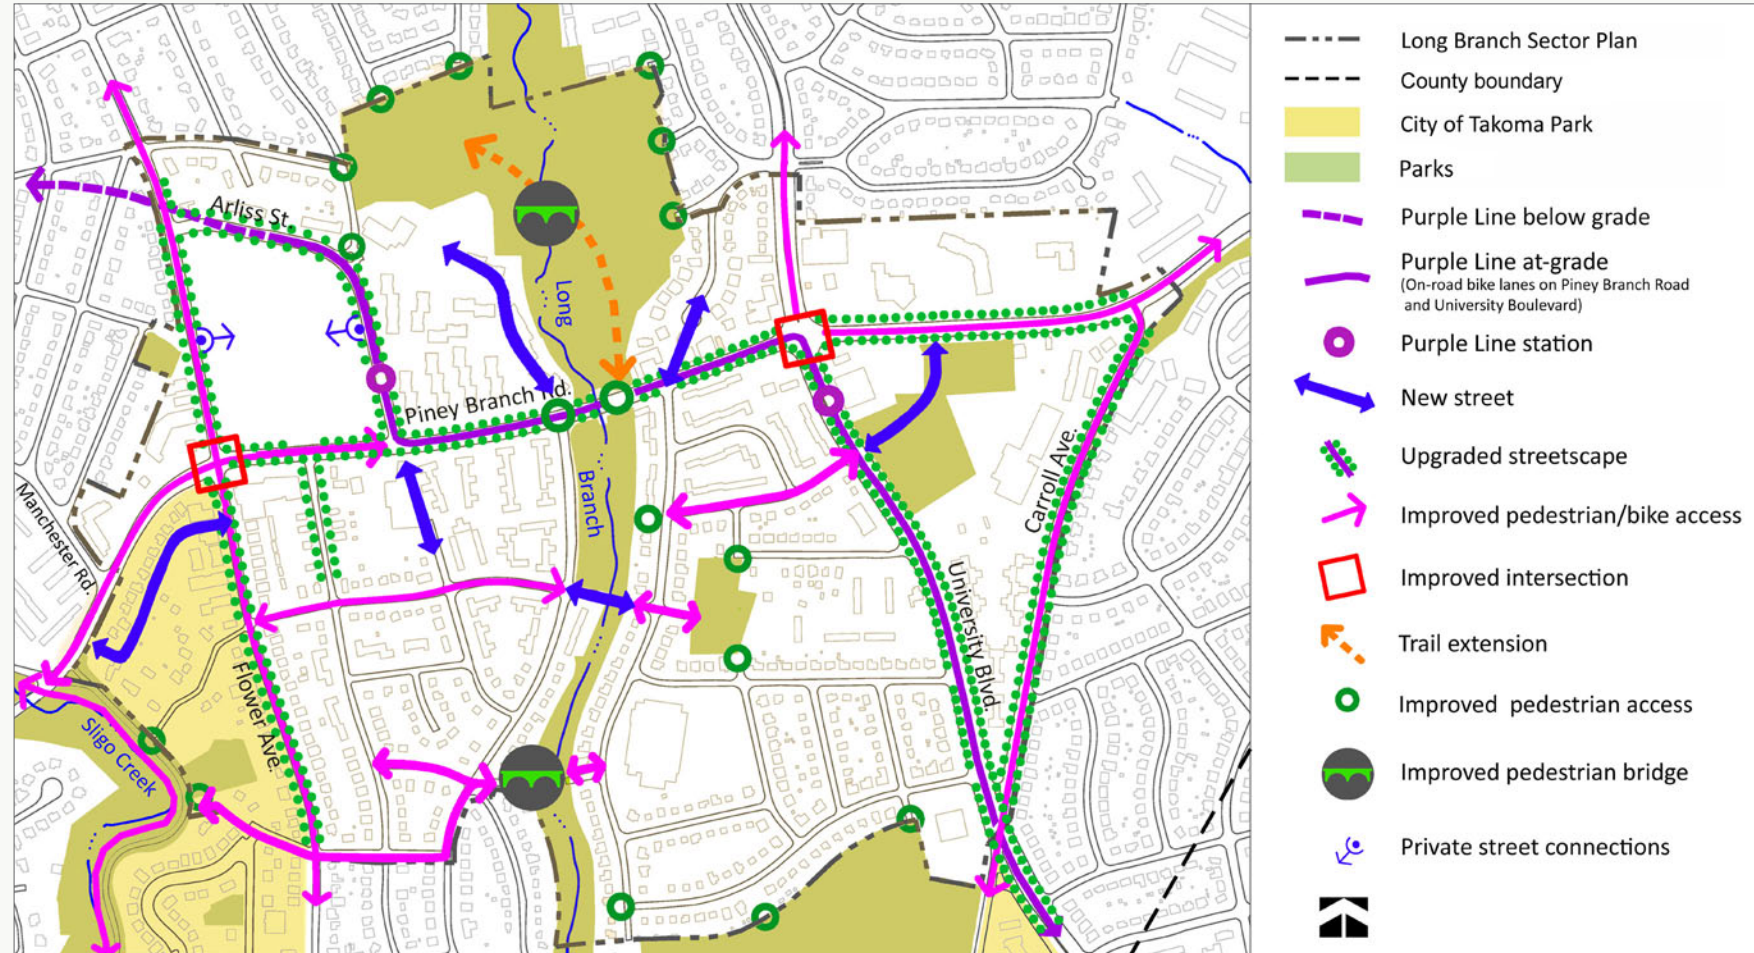 Arliss St.
Long
Piney Branch Rd.
Branch
Manchester Rd.
Carroll Ave.
University Blvd.
Flower Ave.
Sligo Creek
Long Branch Sector Plan
County boundary
City of Takoma Park
Parks
Purple Line below grade
Purple Line at-grade
(On-road bike lanes on Piney Branch Road
and University Boulevard)
Purple Line station
New street
Upgraded streetscape
Improved pedestrian/bike access
Improved intersection
Trail extension
Improved pedestrian access
Improved pedestrian bridge
Private street connections